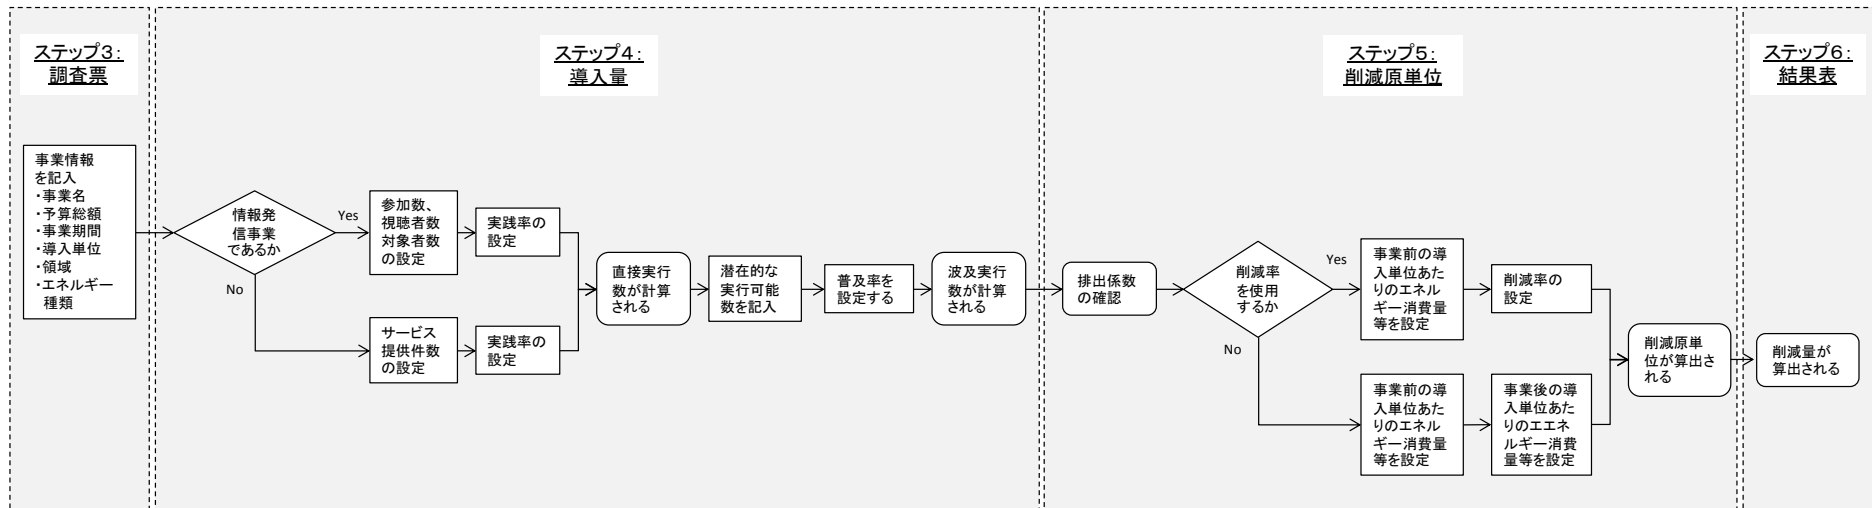 ステップ3:
調査票
事業情報
を記入
・事業名
・予算総額
・事業期間
・導入単位
・領域
・エネルギー
種類
ステップ4:
導入量
情報発
信事業
であるか
Yes
No
参加数、
視聴者数
対象者数
の設定
実践率の
設定
サービス
提供件数
の設定
実践率の
設定
直接実行
数が計算
される
潜在的な
実行可能
数を記入
普及率を
設定する
波及実行
数が計算
される
ステップ5:
削減原単位
排出係数
の確認
削減率
を使用
するか
Yes
No
事業前の導
入単位あた
りのエネル
ギー消費量
等を設定
削減率の
設定
事業前の導
入単位あた
りのエネル
ギー消費量
等を設定
事業後の導
入単位あた
りのエエネ
ルギー消費
量等を設定
削減原単
位が算出さ
れる
ステップ6:
結果表
削減量が
算出される